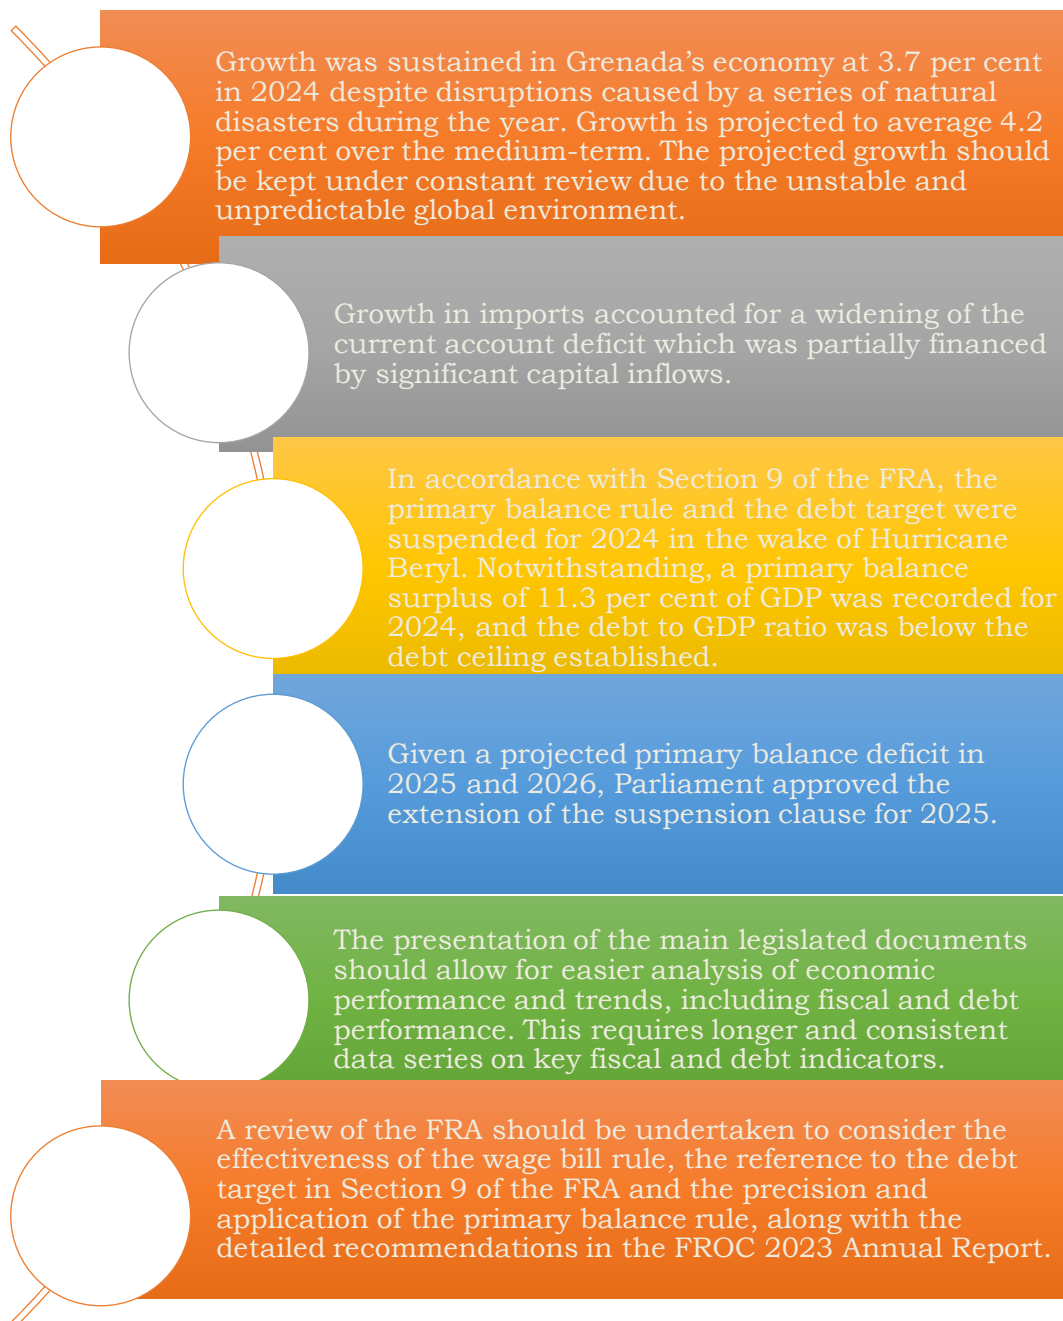 Growth was sustained in Grenada's economy at 3.7 per cent
in 2024 despite disruptions caused by a series of natural
disasters during the year. Growth is projected to average 4.2
per cent over the medium-term. The projected growth should
be kept under constant review due to the unstable and
unpredictable global environment.
Growth in imports accounted for a widening of the
current account deficit which was partially financed
by significant capital inflows.
In accordance with Section 9 of the FRA, the
primary balance rule and the debt target were
suspended for 2024 in the wake of Hurricane
Beryl. Notwithstanding, a primary balance
surplus of 11.3 per cent of GDP was recorded for
2024, and the debt to GDP ratio was below the
debt ceiling established.
Given a projected primary balance deficit in
2025 and 2026, Parliament approved the
extension of the suspension clause for 2025.
The presentation of the main legislated documents
should allow for easier analysis of economic
performance and trends, including fiscal and debt
performance. This requires longer and consistent
data series on key fiscal and debt indicators.
A review of the FRA should be undertaken to consider the
effectiveness of the wage bill rule, the reference to the debt
target in Section 9 of the FRA and the precision and
application of the primary balance rule, along with the
detailed recommendations in the FROC 2023 Annual Report.